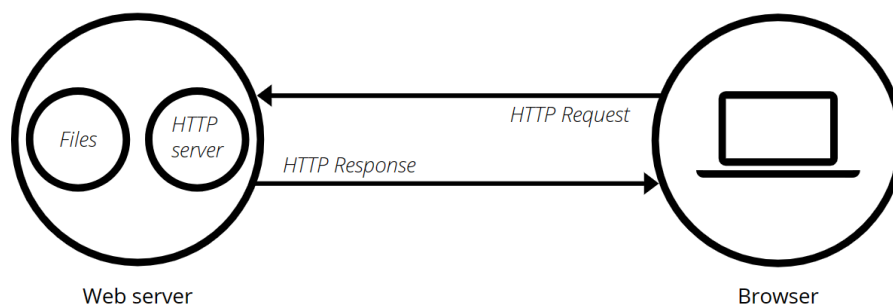 Files
HTTP
server
HTTP Request
HTTP Response
Web server
Browser